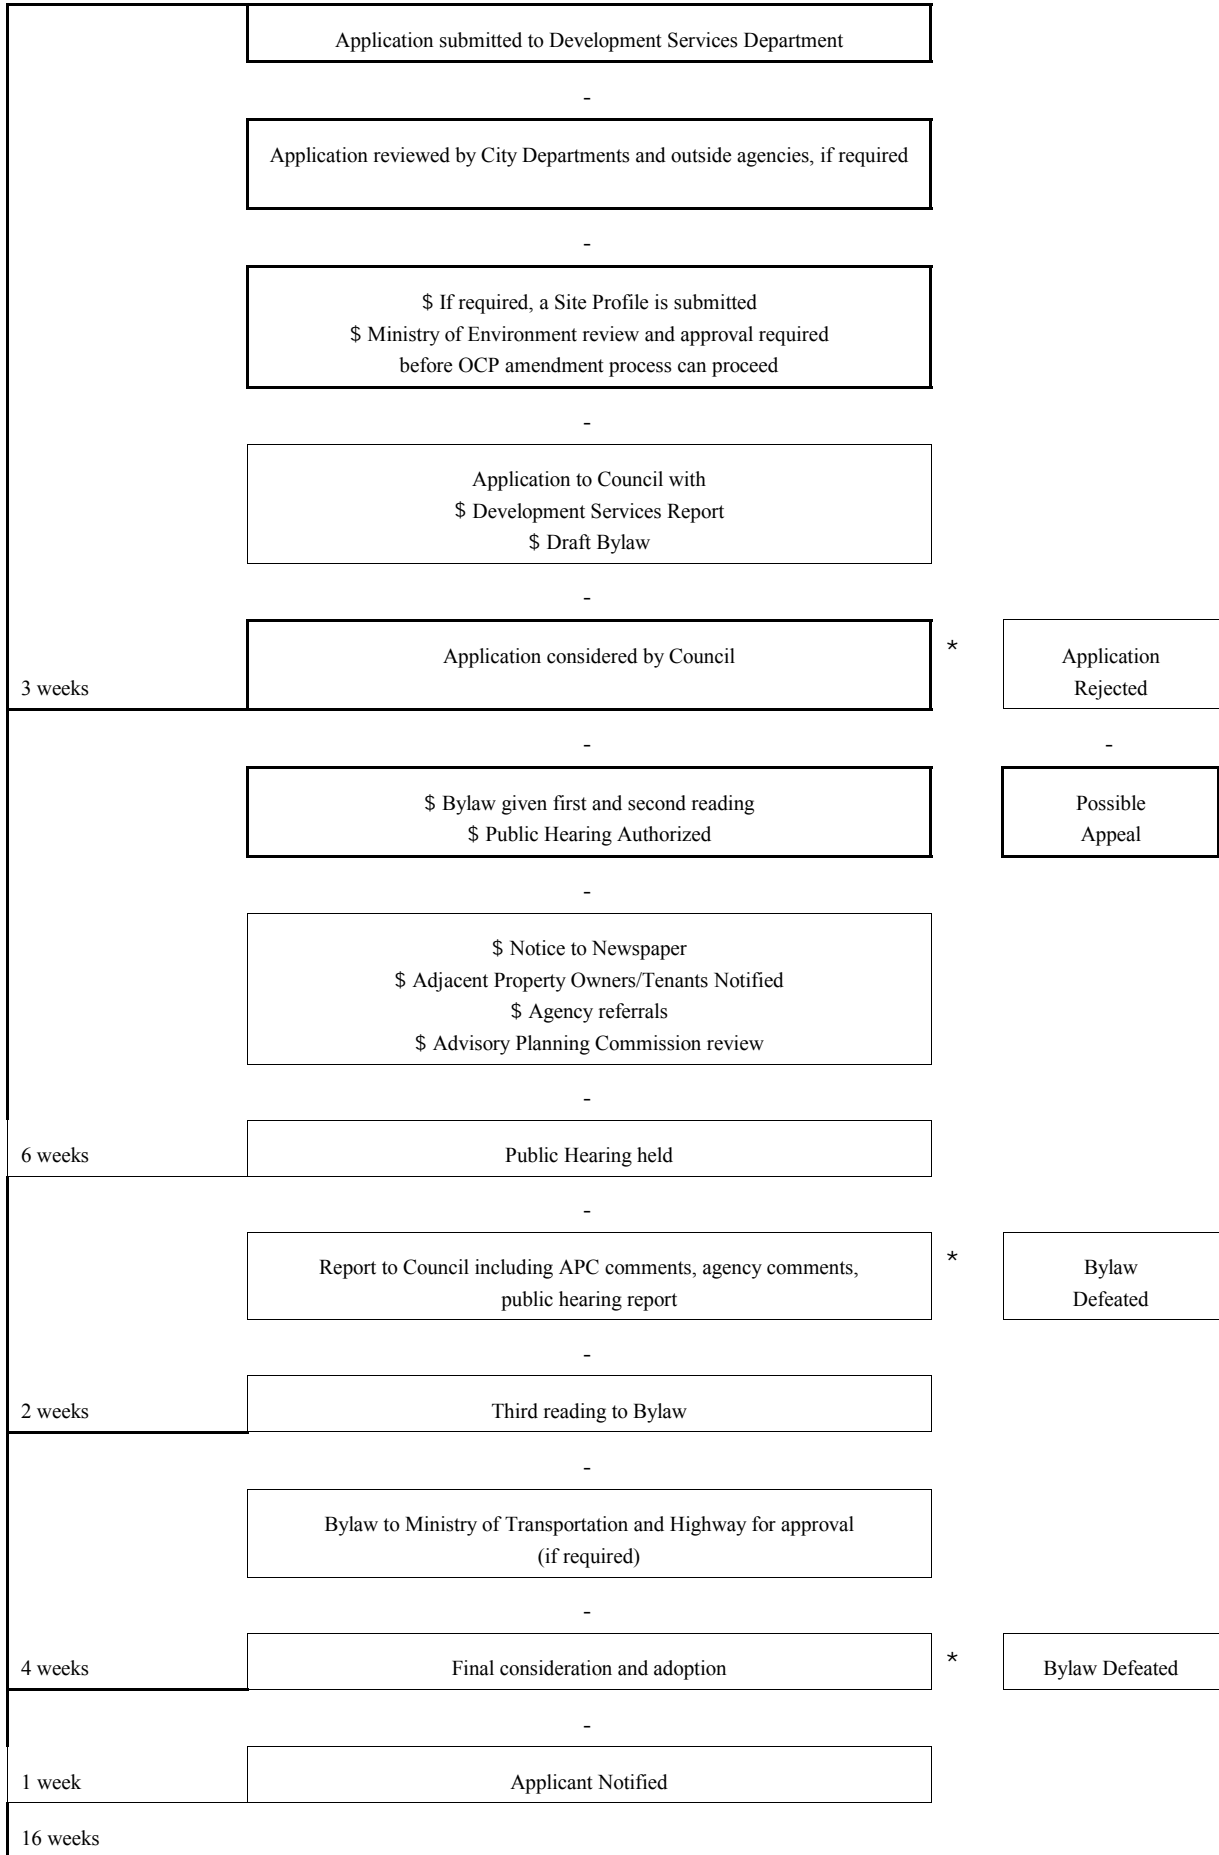 Application submitted to Development Services Department
-
Application reviewed by City Departments and outside agencies, if required
-
$ If required, a Site Profile is submitted
$ Ministry of Environment review and approval required
before OCP amendment process can proceed
-
Application to Council with
$ Development Services Report
$ Draft Bylaw
-
3 weeks
Application considered by Council
*
Application
Rejected
-
-
$ Bylaw given first and second reading
$ Public Hearing Authorized
Possible
Appeal
-
$ Notice to Newspaper
$ Adjacent Property Owners/Tenants Notified
$ Agency referrals
$ Advisory Planning Commission review
-
6 weeks
Public Hearing held
-
Report to Council including APC comments, agency comments,
public hearing report
*
Bylaw
Defeated
-
2 weeks
Third reading to Bylaw
-
Bylaw to Ministry of Transportation and Highway for approval
(if required)
-
4 weeks
Final consideration and adoption
*
Bylaw Defeated
-
1 week
Applicant Notified
16 weeks